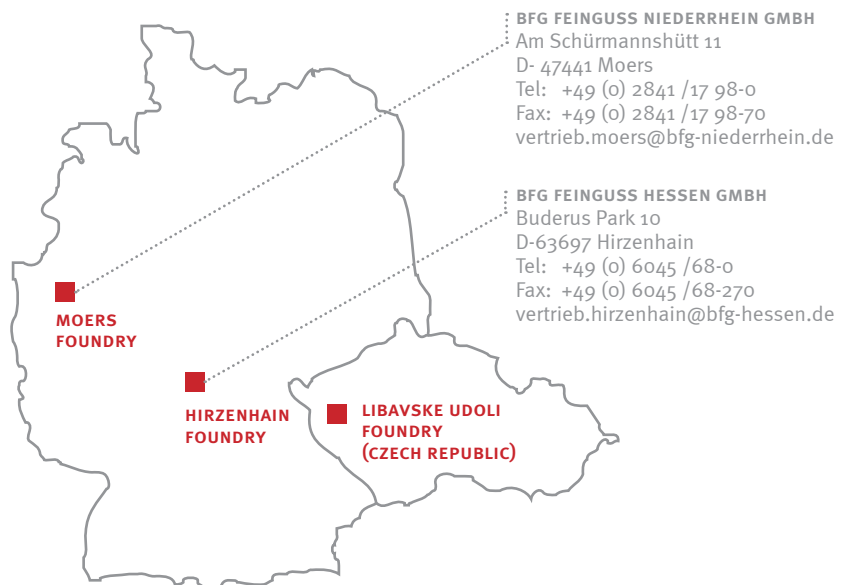 BFG FEINGUSS NIEDERRHEIN GMBH
Am Schürmannshütt 11
D- 47441 Moers
Tel: +49 (0) 2841 /17 98-0
Fax: +49 (0) 2841 /17 98-70
vertrieb.moers@bfg-niederrhein.de
BFG FEINGUSS HESSEN GMBH
Buderus Park 10
D-63697 Hirzenhain
Tel: +49 (0) 6045 /68-0
Fax: +49 (0) 6045 /68-270
vertrieb.hirzenhain@bfg-hessen.de
MOERS
FOUNDRY
HIRZENHAIN
FOUNDRY
LIBAVSKE UDOLI
FOUNDRY
(CZECH REPUBLIC)